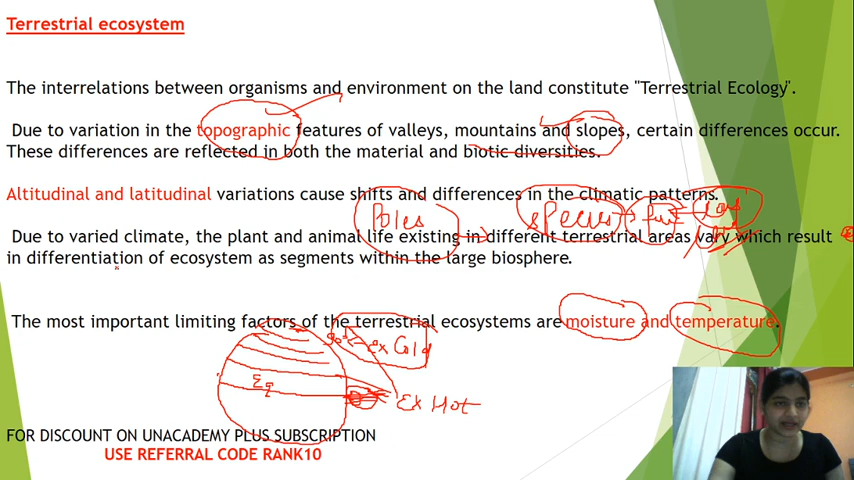 Terrestrial ecosystem
The interrelations between organisms and environment on the land constitute "Terrestrial Ecology".
Due to variation in the topographic features of valleys, mountains and slopes, certain differences occur.
These differences are reflected in both the material and biotic diversities.
Altitudinal and latitudinal variations cause shifts and differences in the climatic patterns.
Poles species
Due to varied climate, the plant and animal life existing in different terrestrial areas vary which result
in differentiation of ecosystem as segments within the large biosphere.
The most important limiting factors of the terrestrial ecosystems are moisture and temperature.
90° ex Cold
Eq
0° Ex Hot
FOR DISCOUNT ON UNACADEMY PLUS SUBSCRIPTION
USE REFERRAL CODE RANK10